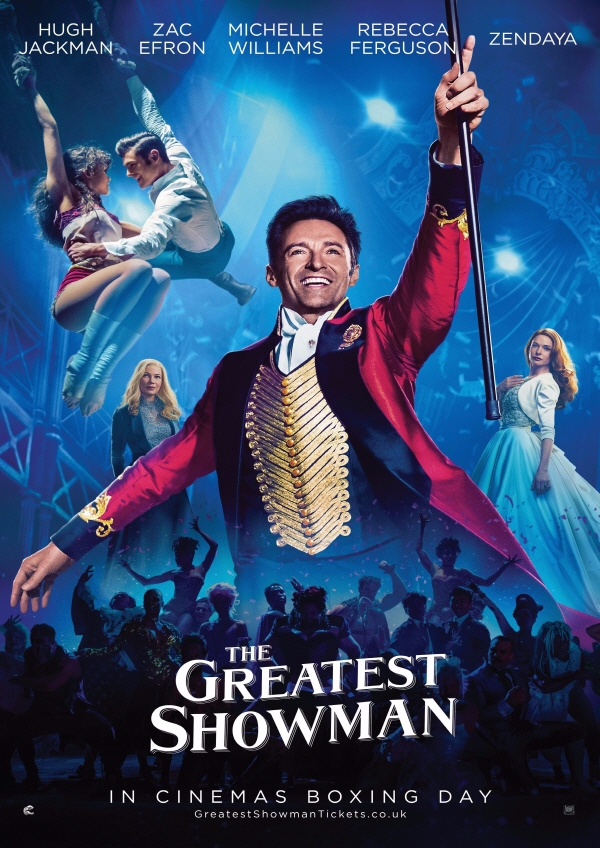 HUGH JACKMAN
ZAC EFRON
MICHELLE WILLIAMS
REBECCA FERGUSON
ZENDAYA
THE
GREATEST
SHOWMAN
IN CINEMAS BOXING DAY
GreatestShowmanTickets.co.uk